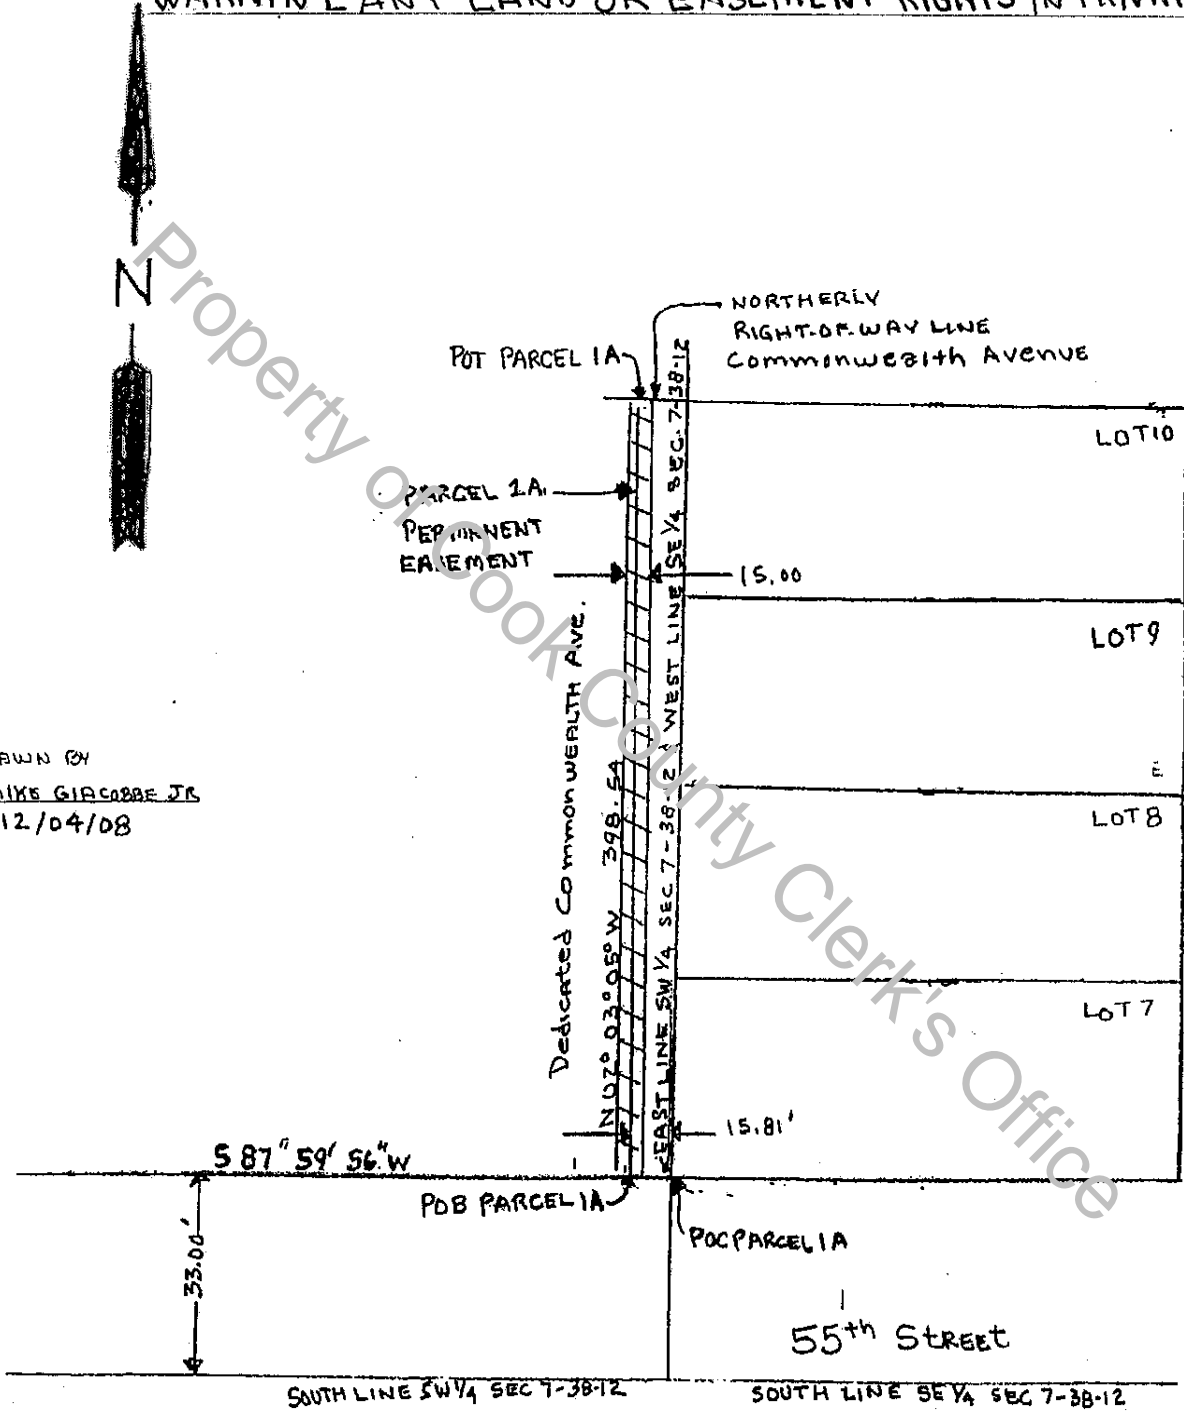 LAND OR EASEMENT RIGHTS IN
N
NORTHERLY
RIGHT-OF-WAY LINE
Commonwealth Avenue
POT PARCEL 1A
LOT 10
PARCEL 1A.
PERMANENT
EASEMENT
15.00
LOT 9
E
LOT 8
LOT 7
Dedicated Commonwealth Ave.
N 07° 03° 05° W 398.54
WEST LINE SE 1/4 SEC. 7-38-12
EAST LINE SW 1/4 SEC 7-38-12
MIKE GIACOBBE JR
12/04/08
15.81'
S 87" 59' 56" W
POB PARCEL 1A
POC PARCEL 1A
33.00'
55th Street
SOUTH LINE SW 1/4 SEC 7-38-12
SOUTH LINE SE 1/4 SEC 7-38-12
Property of Cook County Clerk's Office